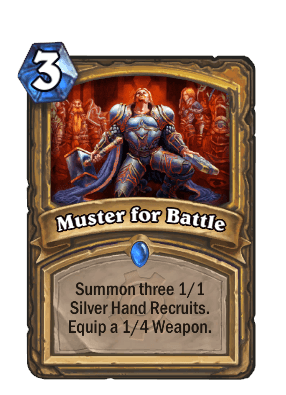 3
Muster for Battle
Summon three 1/1
Silver Hand Recruits.
Equip a 1/4 Weapon.